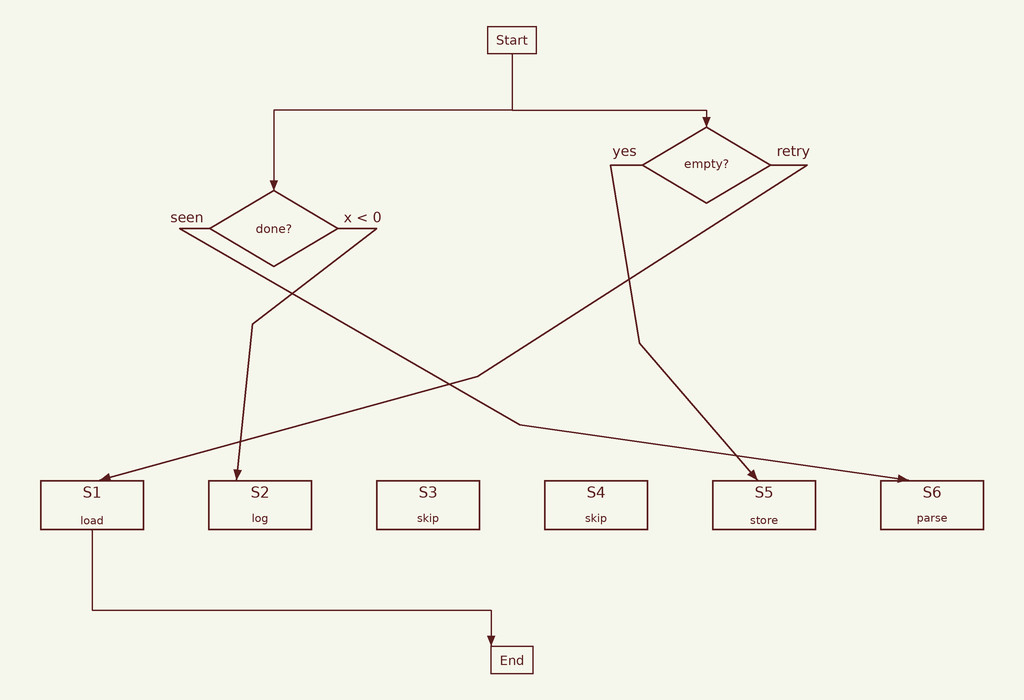 Start
yes
empty?
retry
seen
done?
x < 0
S1
load
S2
log
S3
skip
S4
skip
S5
store
S6
parse
End